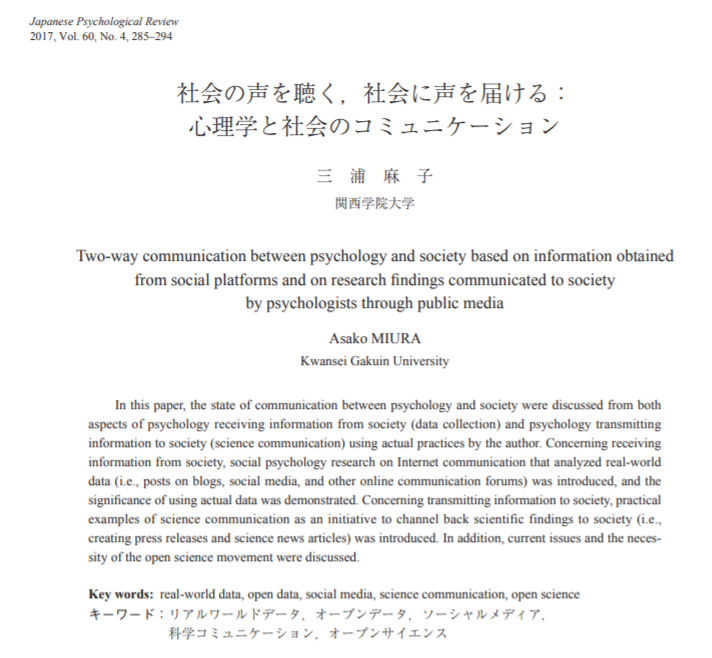 Japanese Psychological Review
2017, Vol. 60, No. 4, 285–294
社会の声を聴く，社会に声を届ける：
心理学と社会のコミュニケーション
三 浦 麻 子
関西学院大学
Two-way communication between psychology and society based on information obtained
from social platforms and on research findings communicated to society
by psychologists through public media
Asako MIURA
Kwansei Gakuin University
In this paper, the state of communication between psychology and society were discussed from both
aspects of psychology receiving information from society (data collection) and psychology transmitting
information to society (science communication) using actual practices by the author. Concerning receiving
information from society, social psychology research on Internet communication that analyzed real-world
data (i.e., posts on blogs, social media, and other online communication forums) was introduced, and the
significance of using actual data was demonstrated. Concerning transmitting information to society, practical
examples of science communication as an initiative to channel back scientific findings to society (i.e.,
creating press releases and science news articles) was introduced. In addition, current issues and the neces-
sity of the open science movement were discussed.
Key words: real-world data, open data, social media, science communication, open science
キーワード：リアルワールドデータ，オープンデータ，ソーシャルメディア，
科学コミュニケーション，オープンサイエンス